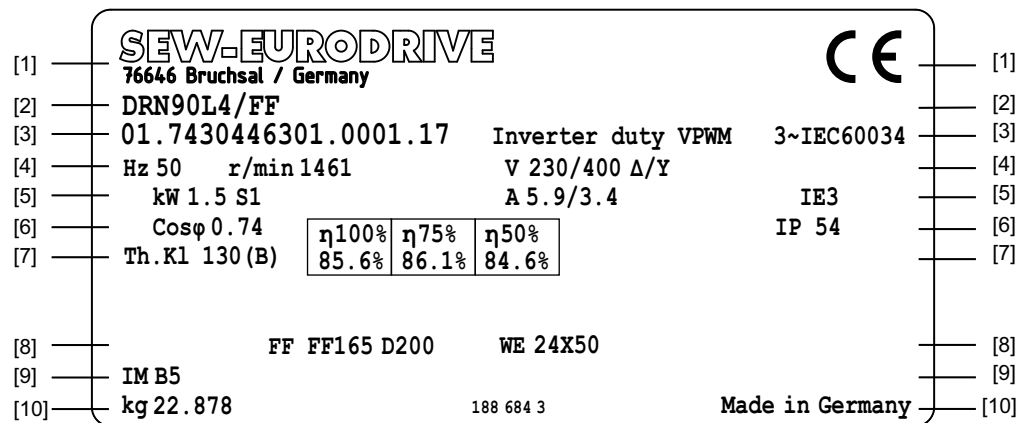 [1] SEW-EURODRIVE CE [1]
76646 Bruchsal / Germany
[2] DRN90L4/FF [2]
[3] 01.7430446301.0001.17 Inverter duty VPWM 3~IEC60034 [3]
[4] Hz 50 r/min 1461 V 230/400 Δ/Y [4]
[5] kW 1.5 S1 A 5.9/3.4 IE3 [5]
[6] Cosφ 0.74 η100% η75% η50% IP 54 [6]
[7] Th.Kl 130(B) 85.6% 86.1% 84.6% [7]
[8] FF FF165 D200 WE 24X50 [8]
[9] IM B5 [9]
[10] kg 22.878 188 684 3 Made in Germany [10]